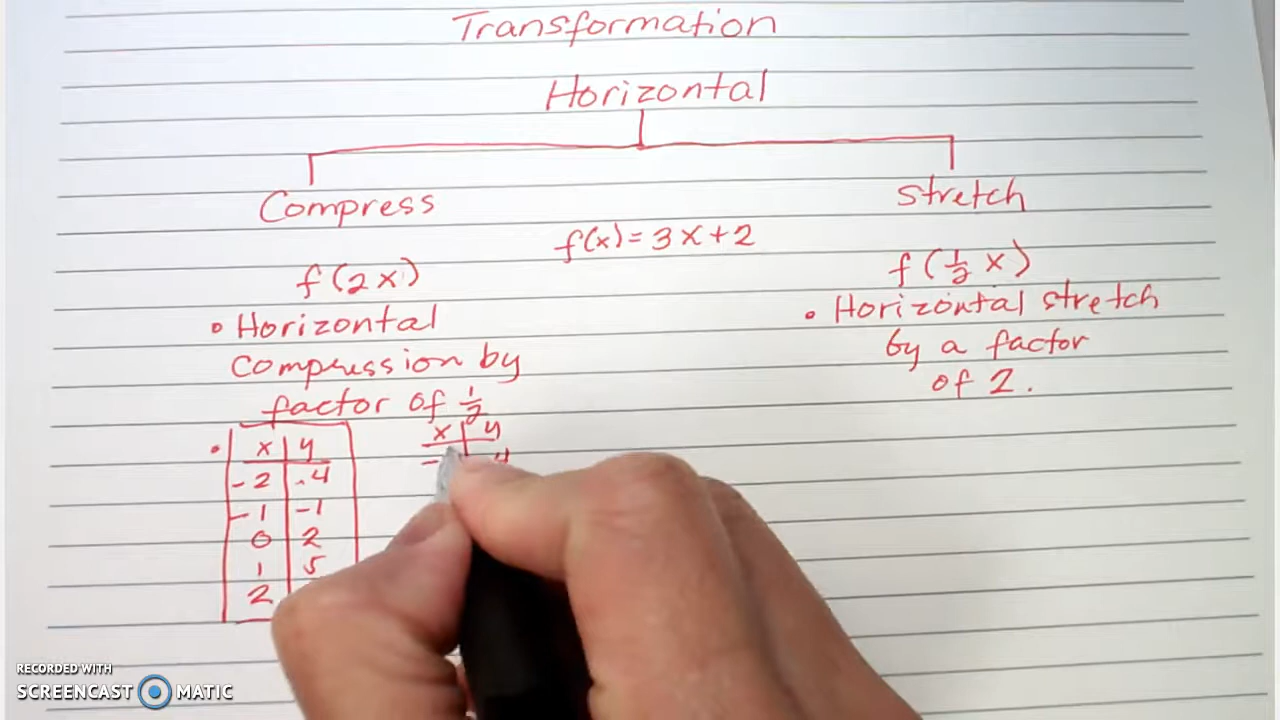 Transformation
Horizontal
Compress
Stretch
f(x)=3x+2
f(2x)
f(½x)
• Horizontal
compression by
factor of ½
• Horizontal stretch
by a factor
of 2.
• x y
-2 -4
-1 -1
0 2
1 5
2
x y
RECORDED WITH
SCREENCAST MATIC